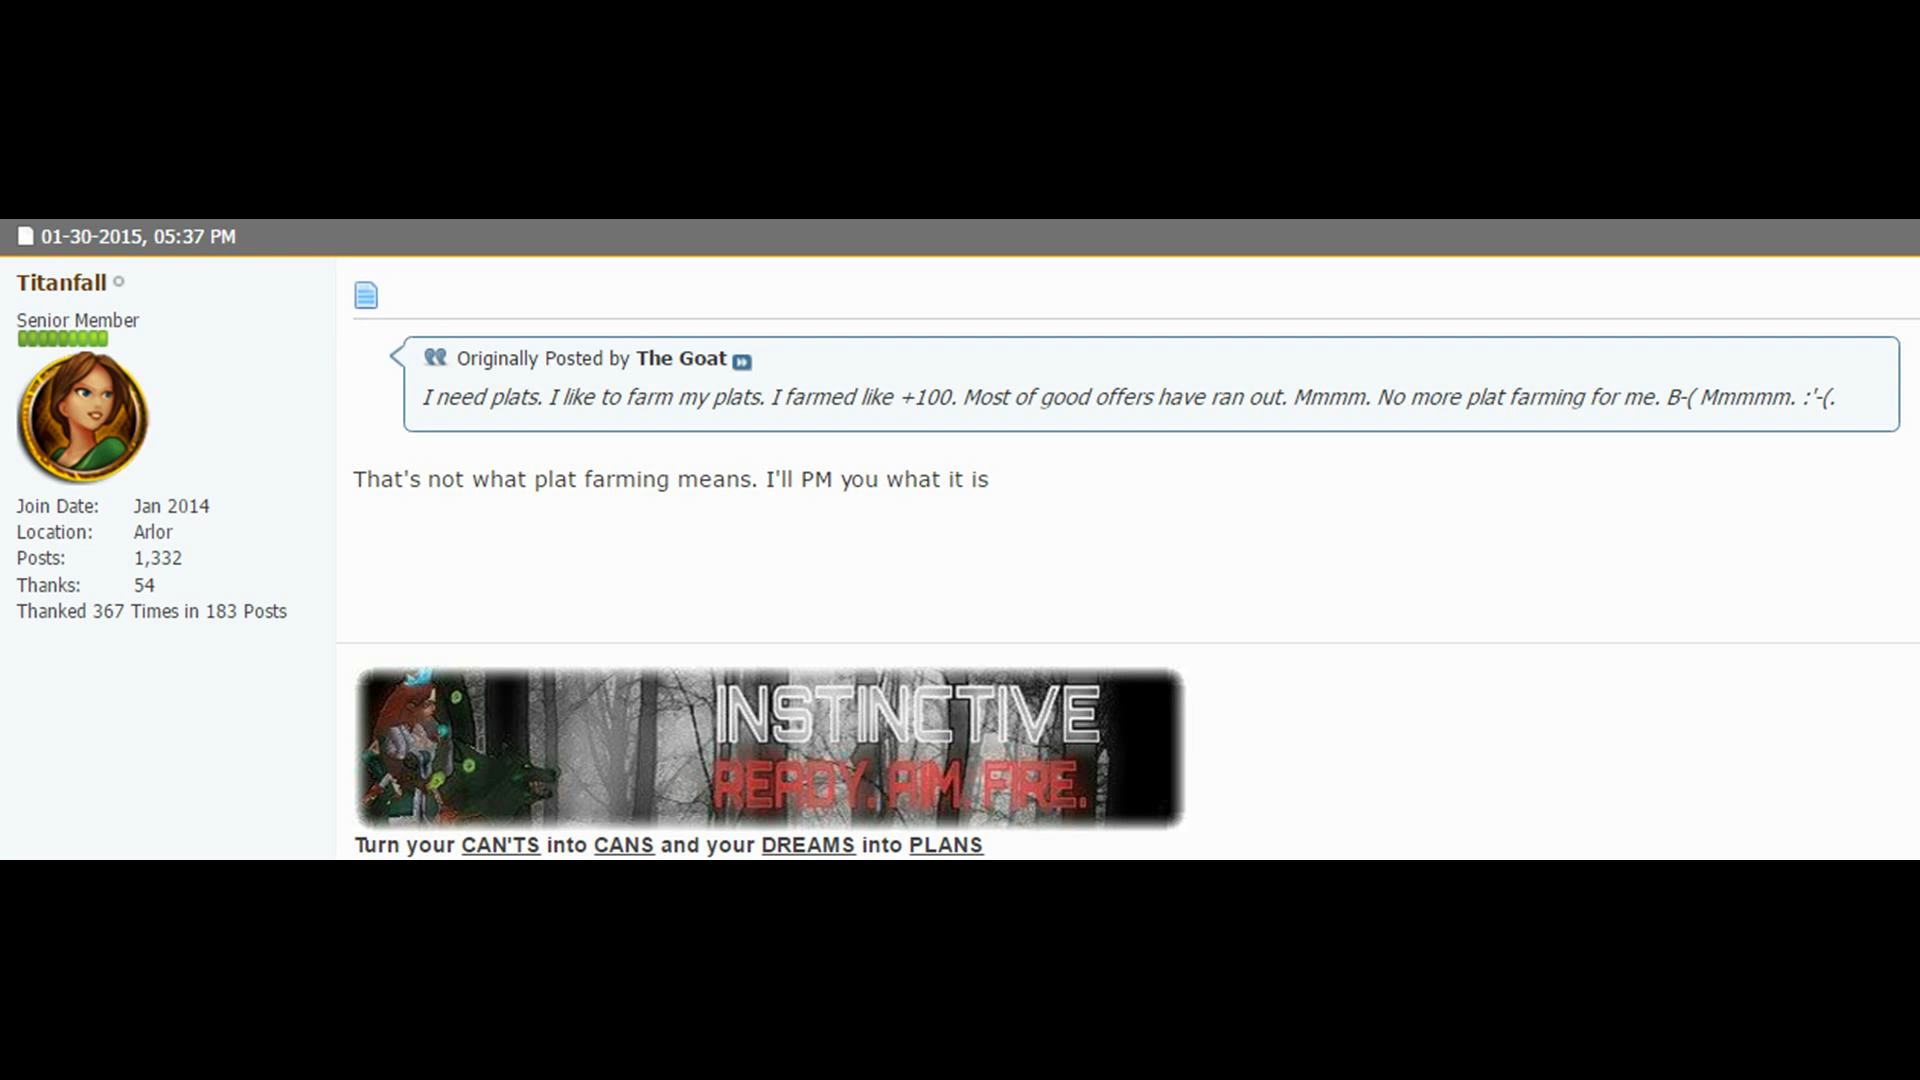 01-30-2015, 05:37 PM
Titanfall
Senior Member
Join Date: Jan 2014
Location: Arlor
Posts: 1,332
Thanks: 54
Thanked 367 Times in 183 Posts
Originally Posted by The Goat
I need plats. I like to farm my plats. I farmed like +100. Most of good offers have ran out. Mmmm. No more plat farming for me. B-( Mmmmm. :'-(.
That's not what plat farming means. I'll PM you what it is
INSTINCTIVE
READY. AIM. FIRE.
Turn your CAN'TS into CANS and your DREAMS into PLANS